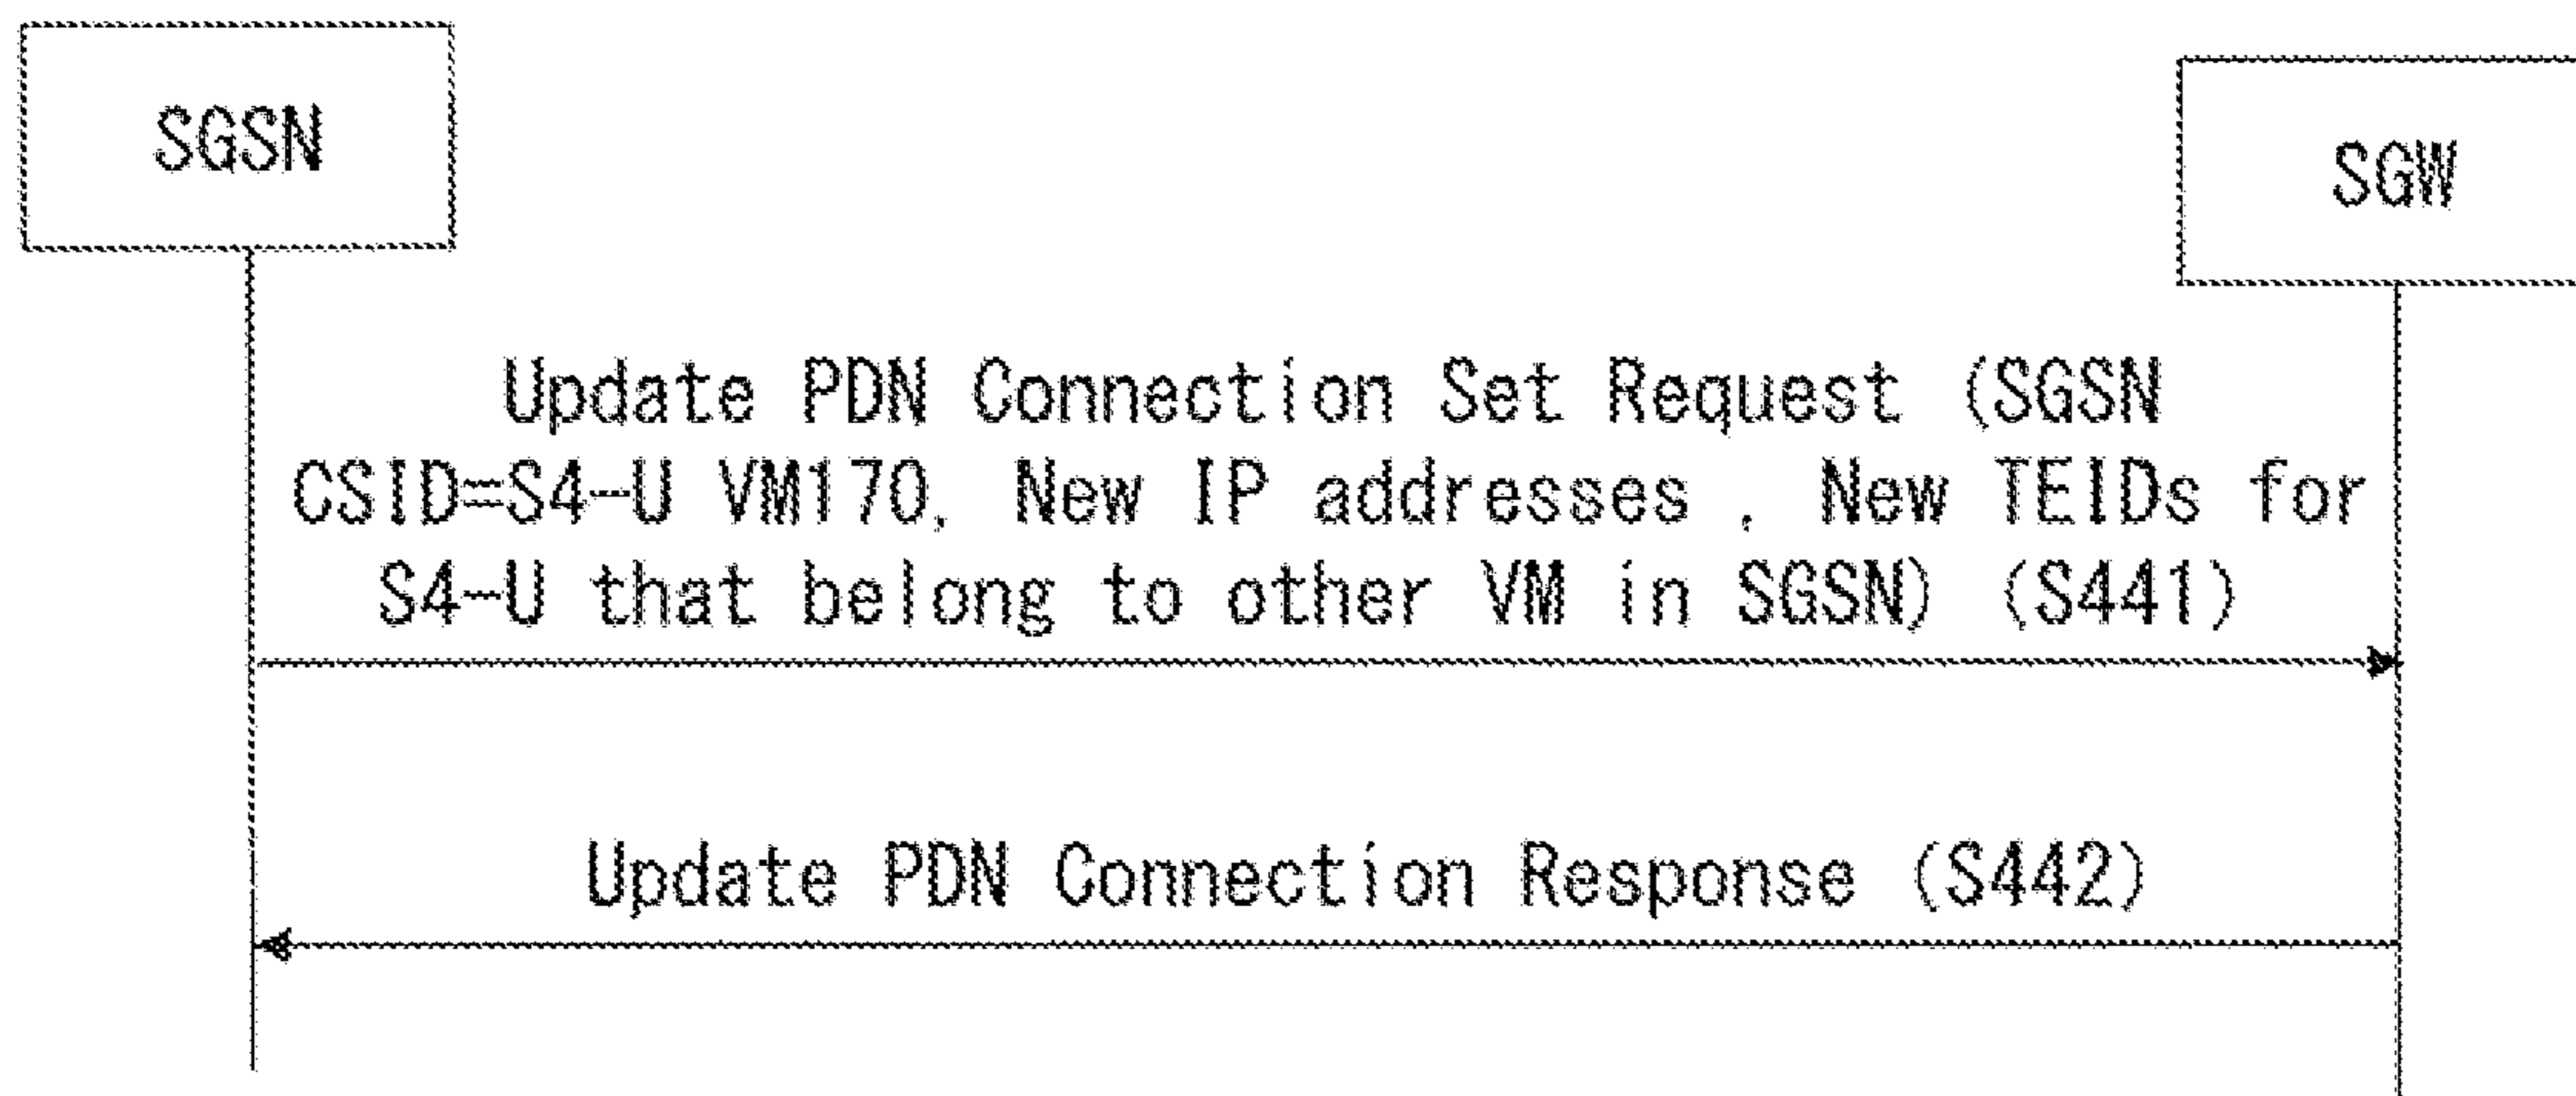 SGSN
SGW
Update PDN Connection Set Request (SGSN
CSID=S4-U VM170, New IP addresses , New TEIDs for
S4-U that belong to other VM in SGSN) (S441)
Update PDN Connection Response (S442)